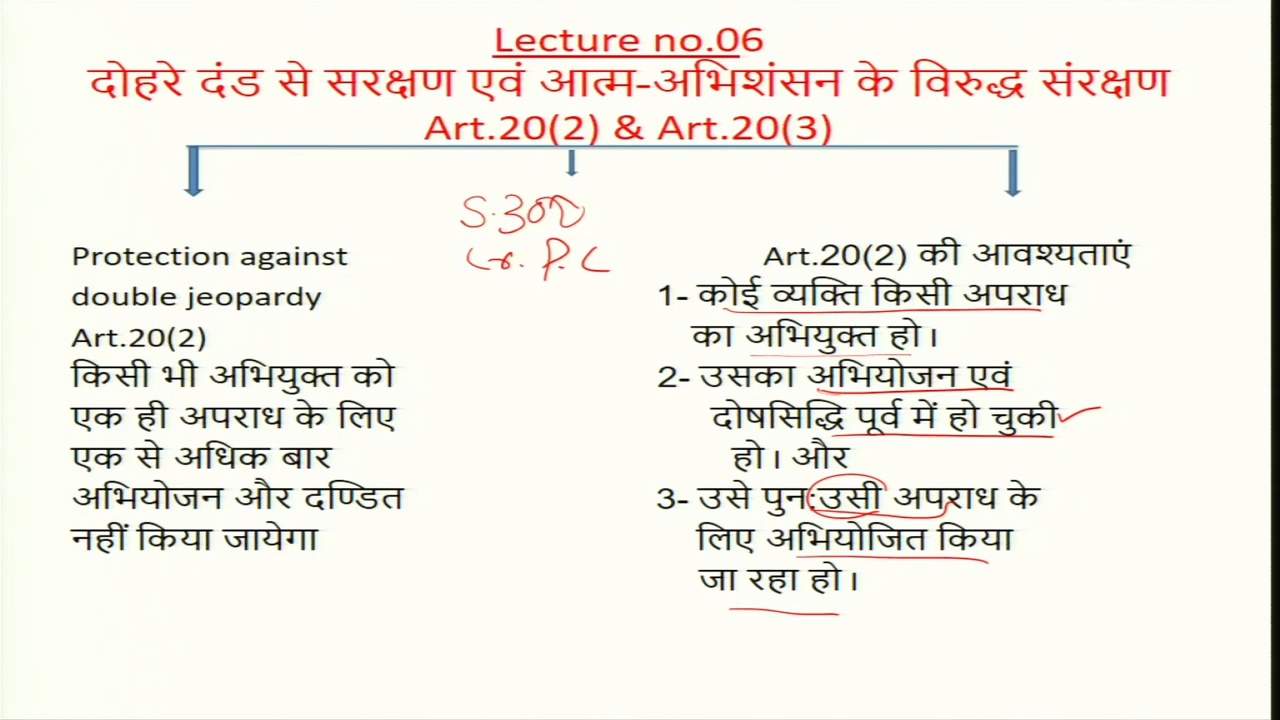 Lecture no.06
दोहरे दंड से सरक्षण एवं आत्म-अभिशंसन के विरुद्ध संरक्षण
Art.20(2) & Art.20(3)
S.300
Cr.P.C
Protection against
double jeopardy
Art.20(2)
किसी भी अभियुक्त को
एक ही अपराध के लिए
एक से अधिक बार
अभियोजन और दण्डित
नहीं किया जायेगा
Art.20(2) की आवश्यताएं
1- कोई व्यक्ति किसी अपराध
का अभियुक्त हो।
2- उसका अभियोजन एवं
दोषसिद्धि पूर्व में हो चुकी
हो। और
3- उसे पुन:उसी अपराध के
लिए अभियोजित किया
जा रहा हो।